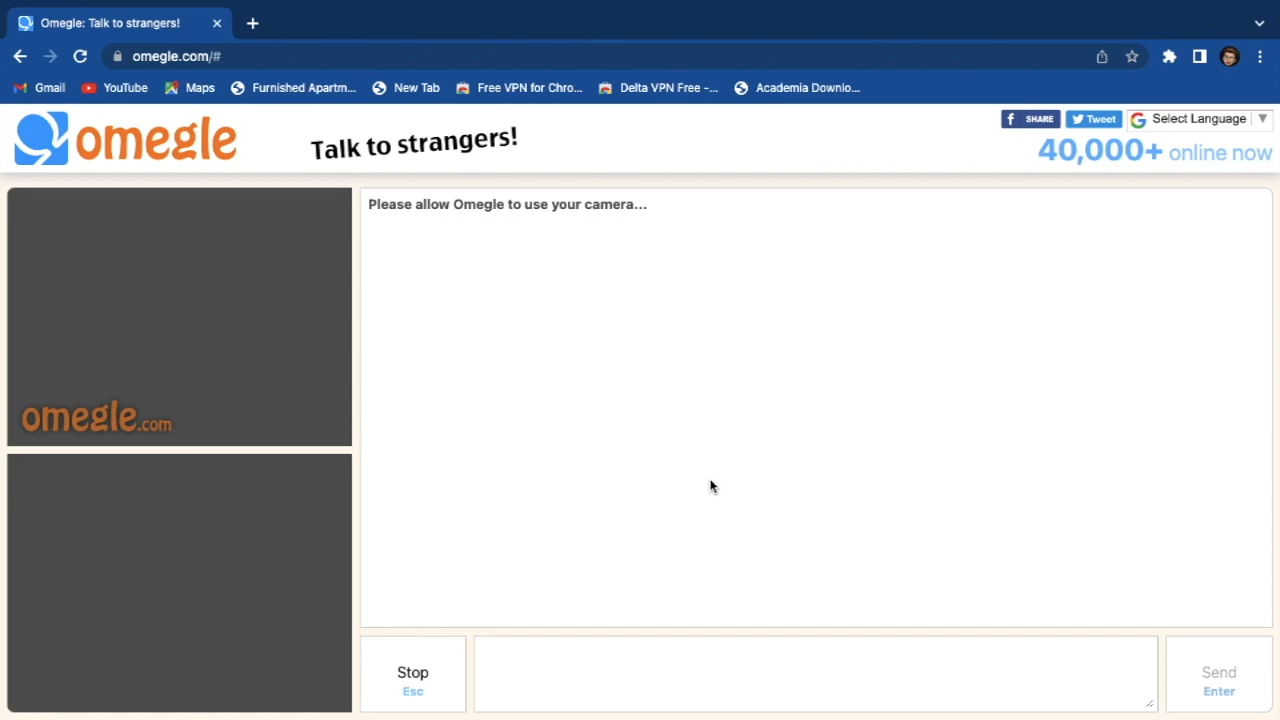 Omegle: Talk to strangers!
omegle.com/#
Gmail YouTube Maps Furnished Apartm... New Tab Free VPN for Chro... Delta VPN Free -... Academia Downlo...
omegle Talk to strangers! SHARE Tweet Select Language
40,000+ online now
Please allow Omegle to use your camera...
omegle.com
Stop
Esc
Send
Enter